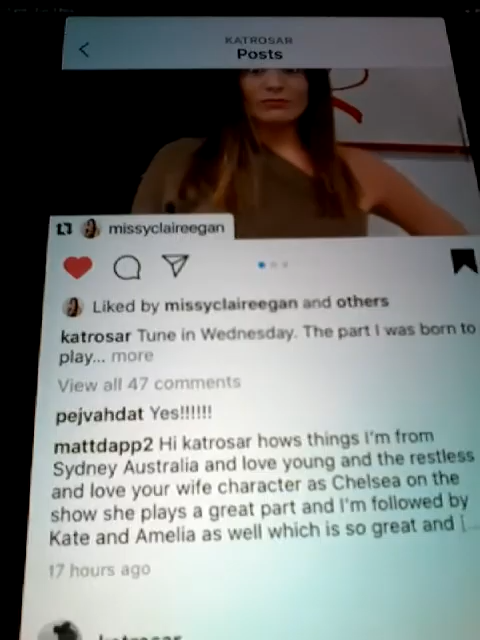 KATROSAR
Posts
missyclaireegan
Liked by missyclaireegan and others
katrosar Tune in Wednesday. The part I was born to
play... more
View all 47 comments
pejvahdat Yes!!!!!!
mattdapp2 Hi katrosar hows things I'm from
Sydney Australia and love young and the restless
and love your wife character as Chelsea on the
show she plays a great part and I'm followed by
Kate and Amelia as well which is so great and [...
17 hours ago
katrosar